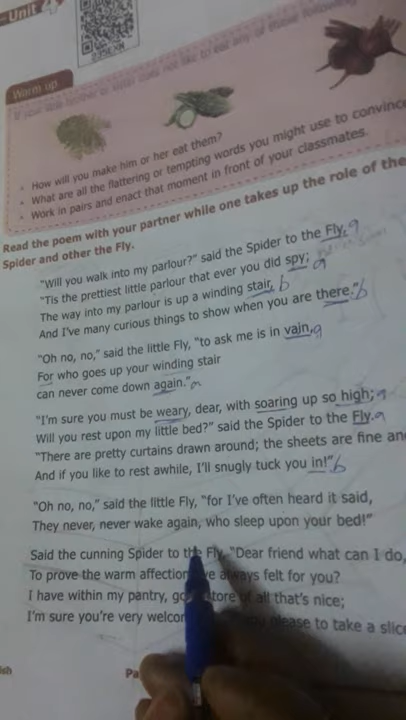 Unit 4
Warm up
How will you make him or her eat them?
What are all the flattering or tempting words you might use to convince
Work in pairs and enact that moment in front of your classmates.
Read the poem with your partner while one takes up the role of the
Spider and other the Fly.
"Will you walk into my parlour?" said the Spider to the Fly, a
"Tis the prettiest little parlour that ever you did spy; a
The way into my parlour is up a winding stair, b
And I've many curious things to show when you are there." b
"Oh no, no," said the little Fly, "to ask me is in vain, a
For who goes up your winding stair
can never come down again." a
"I'm sure you must be weary, dear, with soaring up so high; a
Will you rest upon my little bed?" said the Spider to the Fly. a
"There are pretty curtains drawn around; the sheets are fine and
And if you like to rest awhile, I'll snugly tuck you in!" b
"Oh no, no," said the little Fly, "for I've often heard it said,
They never, never wake again, who sleep upon your bed!"
Said the cunning Spider to the Fly, "Dear friend what can I do,
To prove the warm affection always felt for you?
I have within my pantry, store of all that's nice;
I'm sure you're very please to take a slice